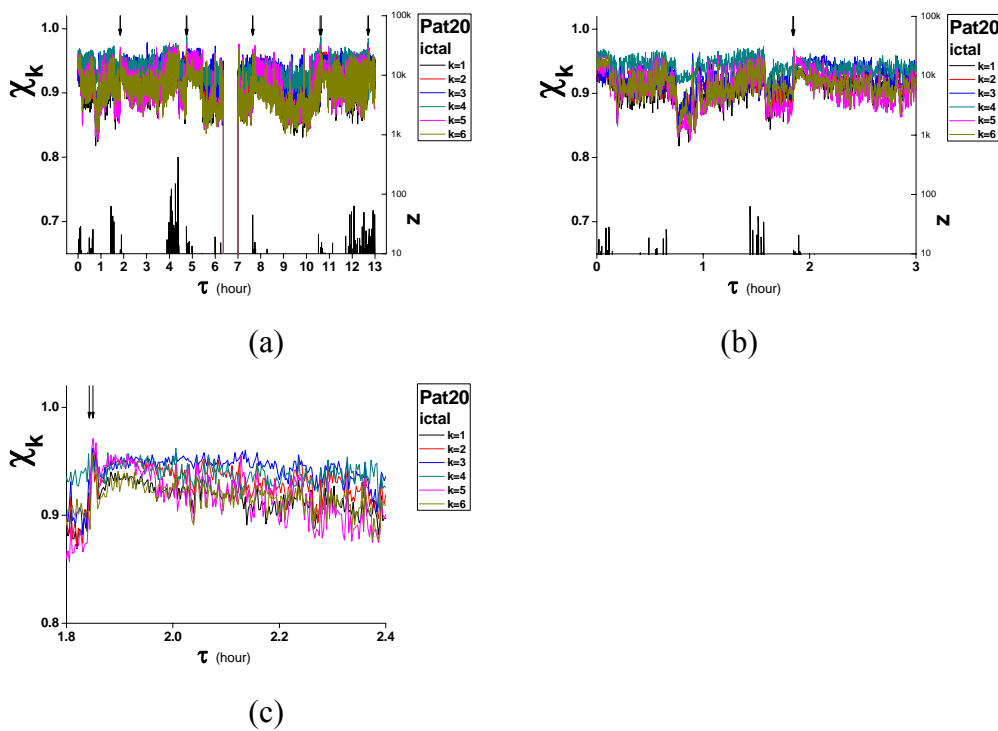 1.0
0.9
0.8
0.7
χk
100k
10k
1k
100
10
z
0 1 2 3 4 5 6 7 8 9 10 11 12 13
τ (hour)
Pat20
ictal
k=1
k=2
k=3
k=4
k=5
k=6
(a)
1.0
0.9
0.8
0.7
χk
100k
10k
1k
100
10
z
0 1 2 3
τ (hour)
Pat20
ictal
k=1
k=2
k=3
k=4
k=5
k=6
(b)
1.0
0.9
0.8
χk
1.8 2.0 2.2 2.4
τ (hour)
Pat20
ictal
k=1
k=2
k=3
k=4
k=5
k=6
(c)